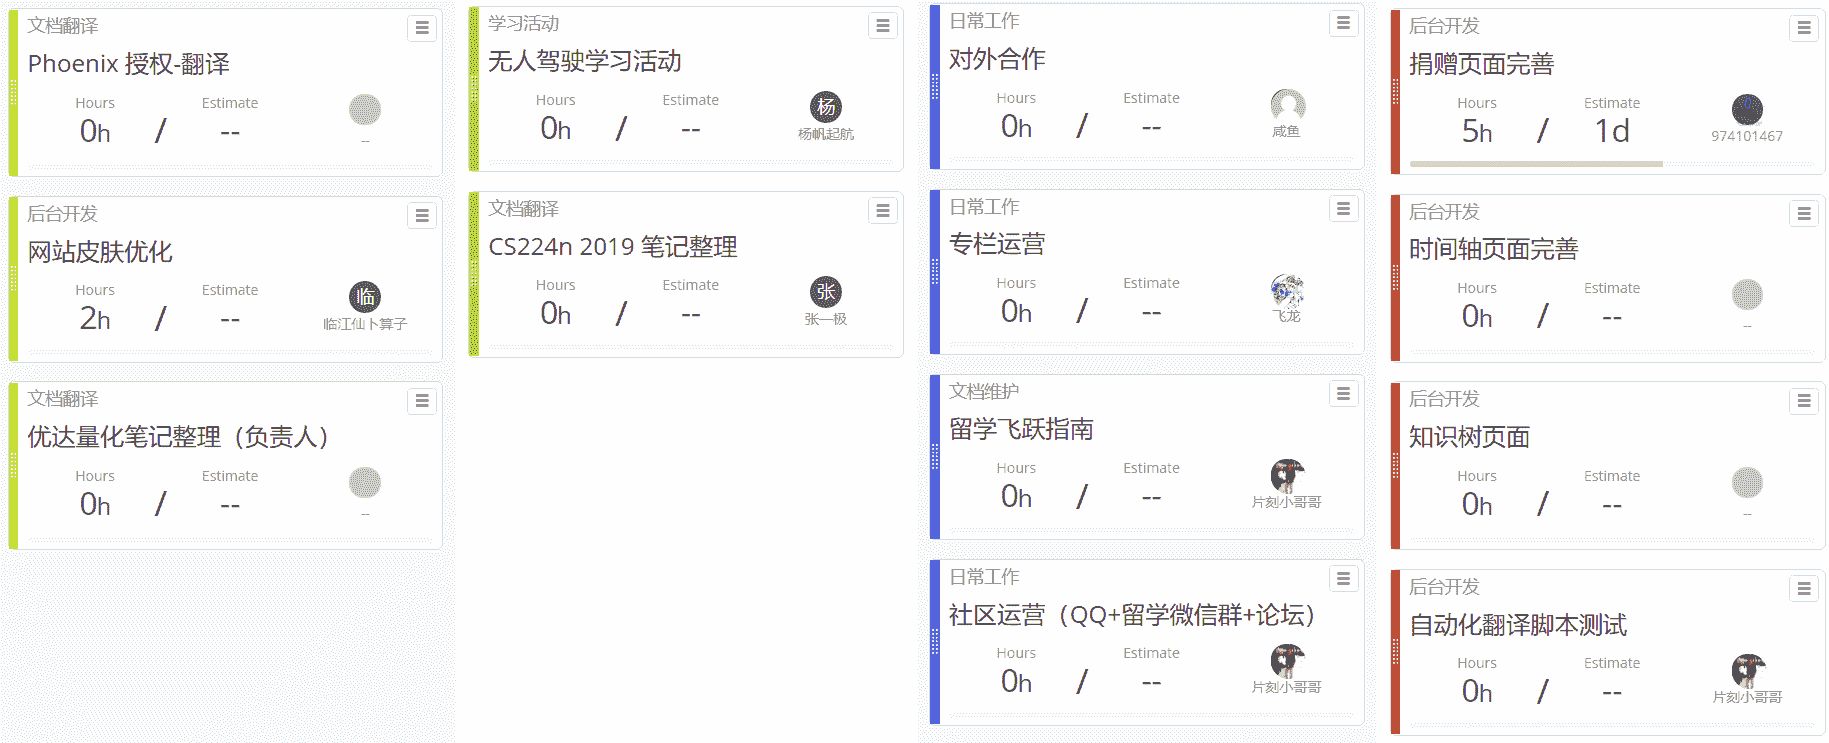 文档翻译
Phoenix 授权-翻译
Hours
Estimate
0h / --
--
后台开发
网站皮肤优化
Hours
Estimate
2h / --
临
临江仙卜算子
文档翻译
优达量化笔记整理（负责人）
Hours
Estimate
0h / --
--
学习活动
无人驾驶学习活动
Hours
Estimate
0h / --
杨
杨帆起航
文档翻译
CS224n 2019 笔记整理
Hours
Estimate
0h / --
张
张一极
日常工作
对外合作
Hours
Estimate
0h / --
咸鱼
日常工作
专栏运营
Hours
Estimate
0h / --
飞龙
文档维护
留学飞跃指南
Hours
Estimate
0h / --
片刻小哥哥
日常工作
社区运营（QQ+留学微信群+论坛）
Hours
Estimate
0h / --
片刻小哥哥
后台开发
捐赠页面完善
Hours
Estimate
5h / 1d
974101467
后台开发
时间轴页面完善
Hours
Estimate
0h / --
--
后台开发
知识树页面
Hours
Estimate
0h / --
--
后台开发
自动化翻译脚本测试
Hours
Estimate
0h / --
片刻小哥哥